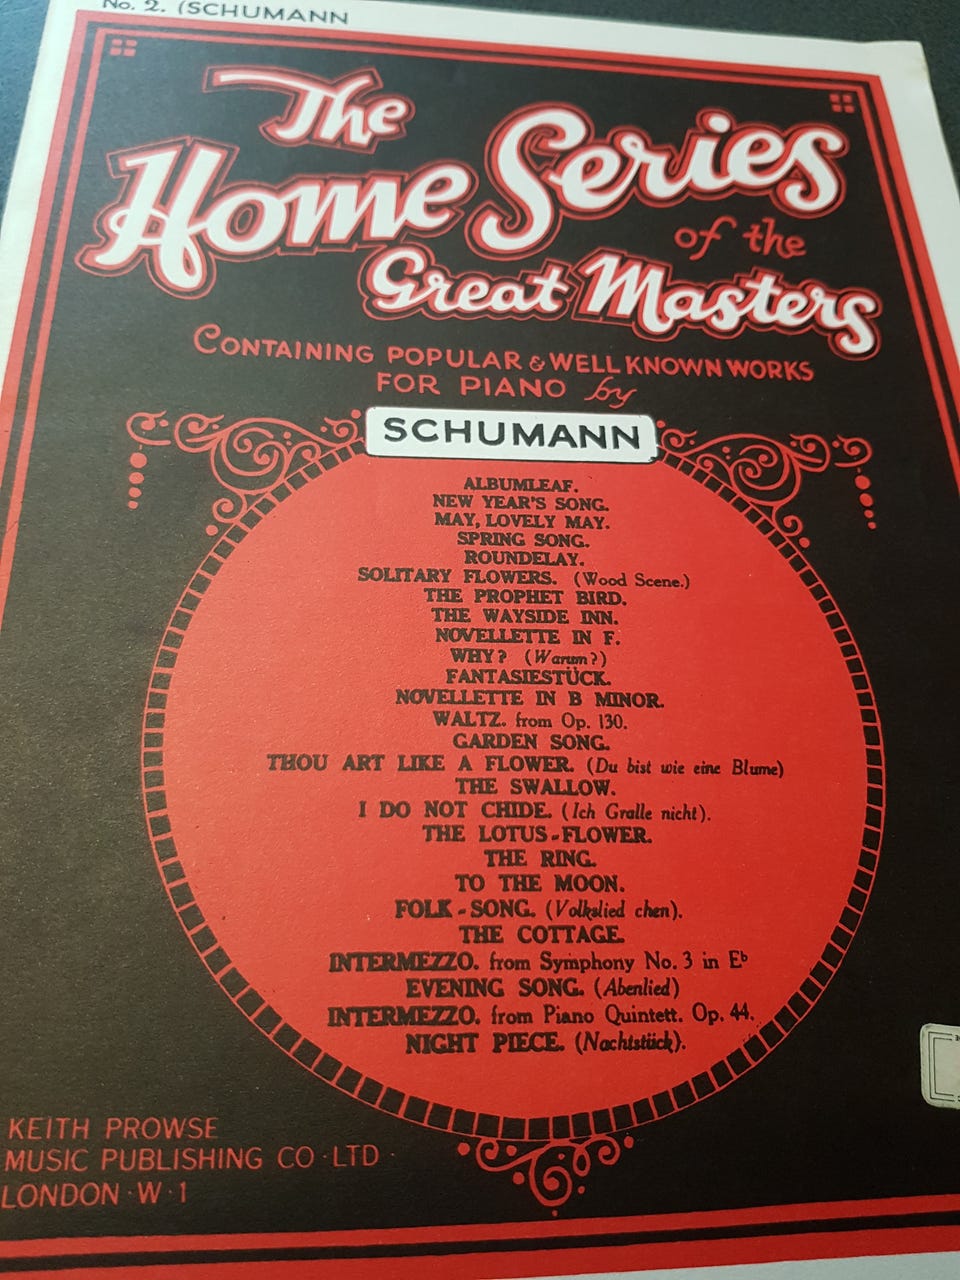 No. 2. (SCHUMANN
The
Home Series
of the
Great Masters
CONTAINING POPULAR & WELL KNOWN WORKS
FOR PIANO by
SCHUMANN
ALBUMLEAF.
NEW YEAR'S SONG.
MAY, LOVELY MAY.
SPRING SONG.
ROUNDELAY.
SOLITARY FLOWERS. (Wood Scene.)
THE PROPHET BIRD.
THE WAYSIDE INN.
NOVELLETTE IN F.
WHY? (Warum?)
FANTASIESTÜCK.
NOVELLETTE IN B MINOR.
WALTZ. from Op. 130.
GARDEN SONG.
THOU ART LIKE A FLOWER. (Du bist wie eine Blume)
THE SWALLOW.
I DO NOT CHIDE. (Ich Gralle nicht).
THE LOTUS-FLOWER.
THE RING.
TO THE MOON.
FOLK-SONG. (Volkslied chen).
THE COTTAGE.
INTERMEZZO. from Symphony No. 3 in E♭
EVENING SONG. (Abenlied)
INTERMEZZO. from Piano Quintett. Op. 44.
NIGHT PIECE. (Nachtstück).
KEITH PROWSE
MUSIC PUBLISHING CO·LTD·
LONDON·W·1